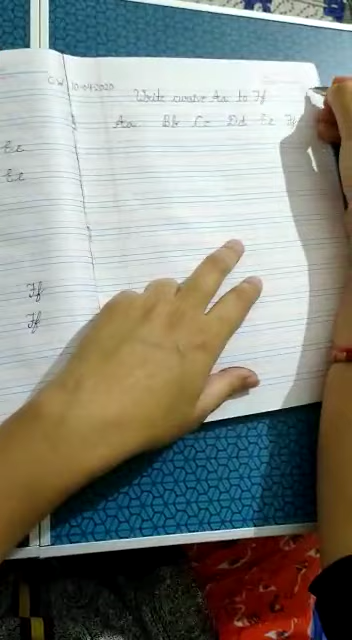 C.W 10-04-2020
Write cursive Aa to Ff
Aa Bb Cc Dd Ee Ff
Ee
Ee
Ff
Ff